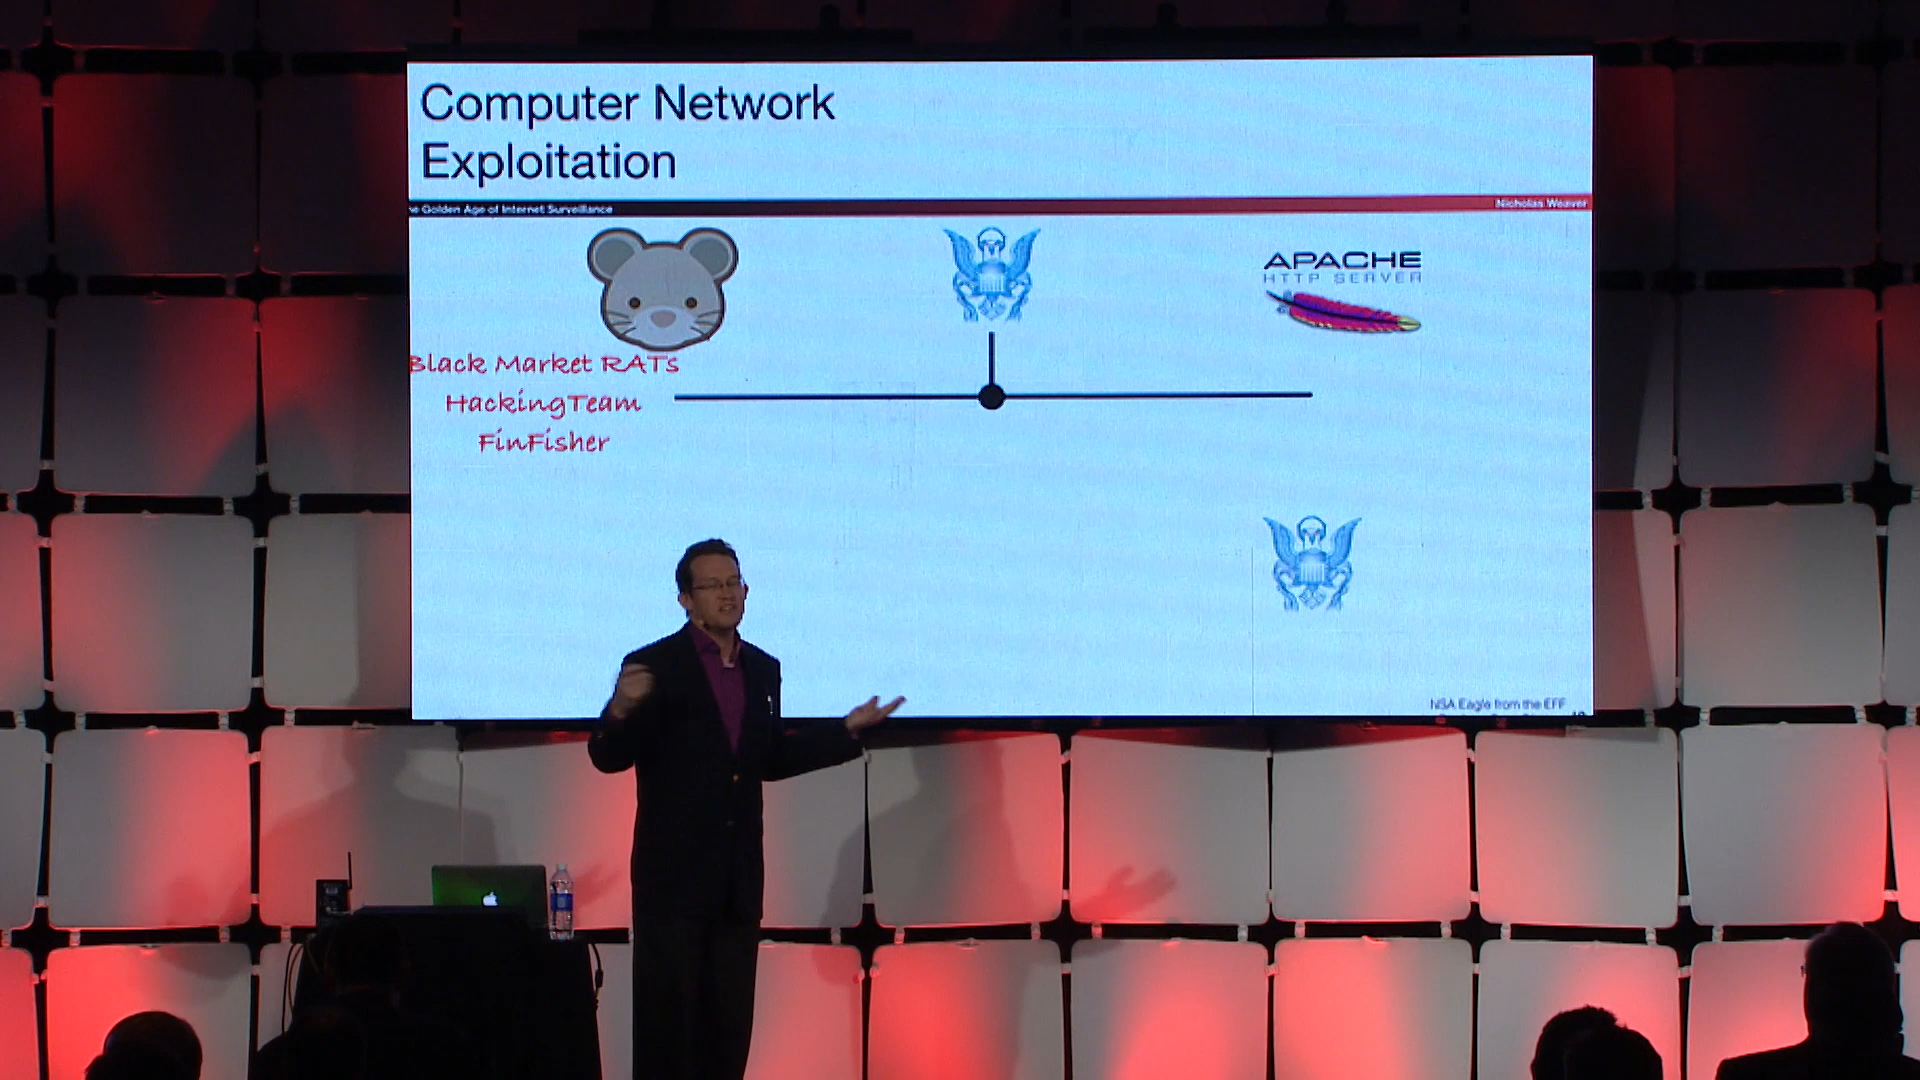 Computer Network
Exploitation
e Golden Age of Internet Surveillance
Nicholas Weaver
APACHE
HTTP SERVER
Black Market RATs
HackingTeam
FinFisher
NSA Eagle from the EFF